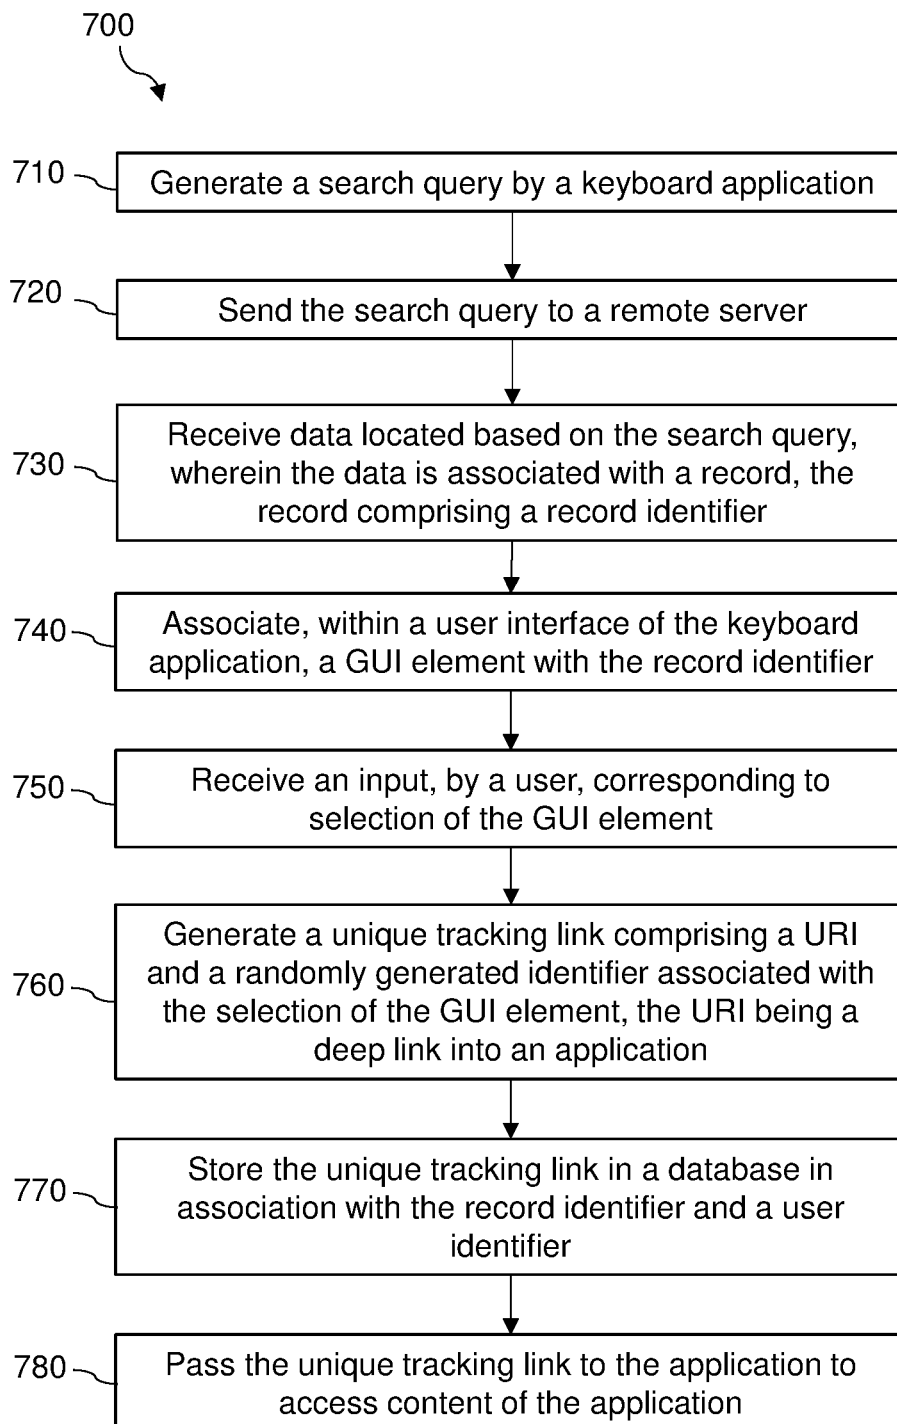 700
710
Generate a search query by a keyboard application
720
Send the search query to a remote server
730
Receive data located based on the search query,
wherein the data is associated with a record, the
record comprising a record identifier
740
Associate, within a user interface of the keyboard
application, a GUI element with the record identifier
750
Receive an input, by a user, corresponding to
selection of the GUI element
760
Generate a unique tracking link comprising a URI
and a randomly generated identifier associated with
the selection of the GUI element, the URI being a
deep link into an application
770
Store the unique tracking link in a database in
association with the record identifier and a user
identifier
780
Pass the unique tracking link to the application to
access content of the application